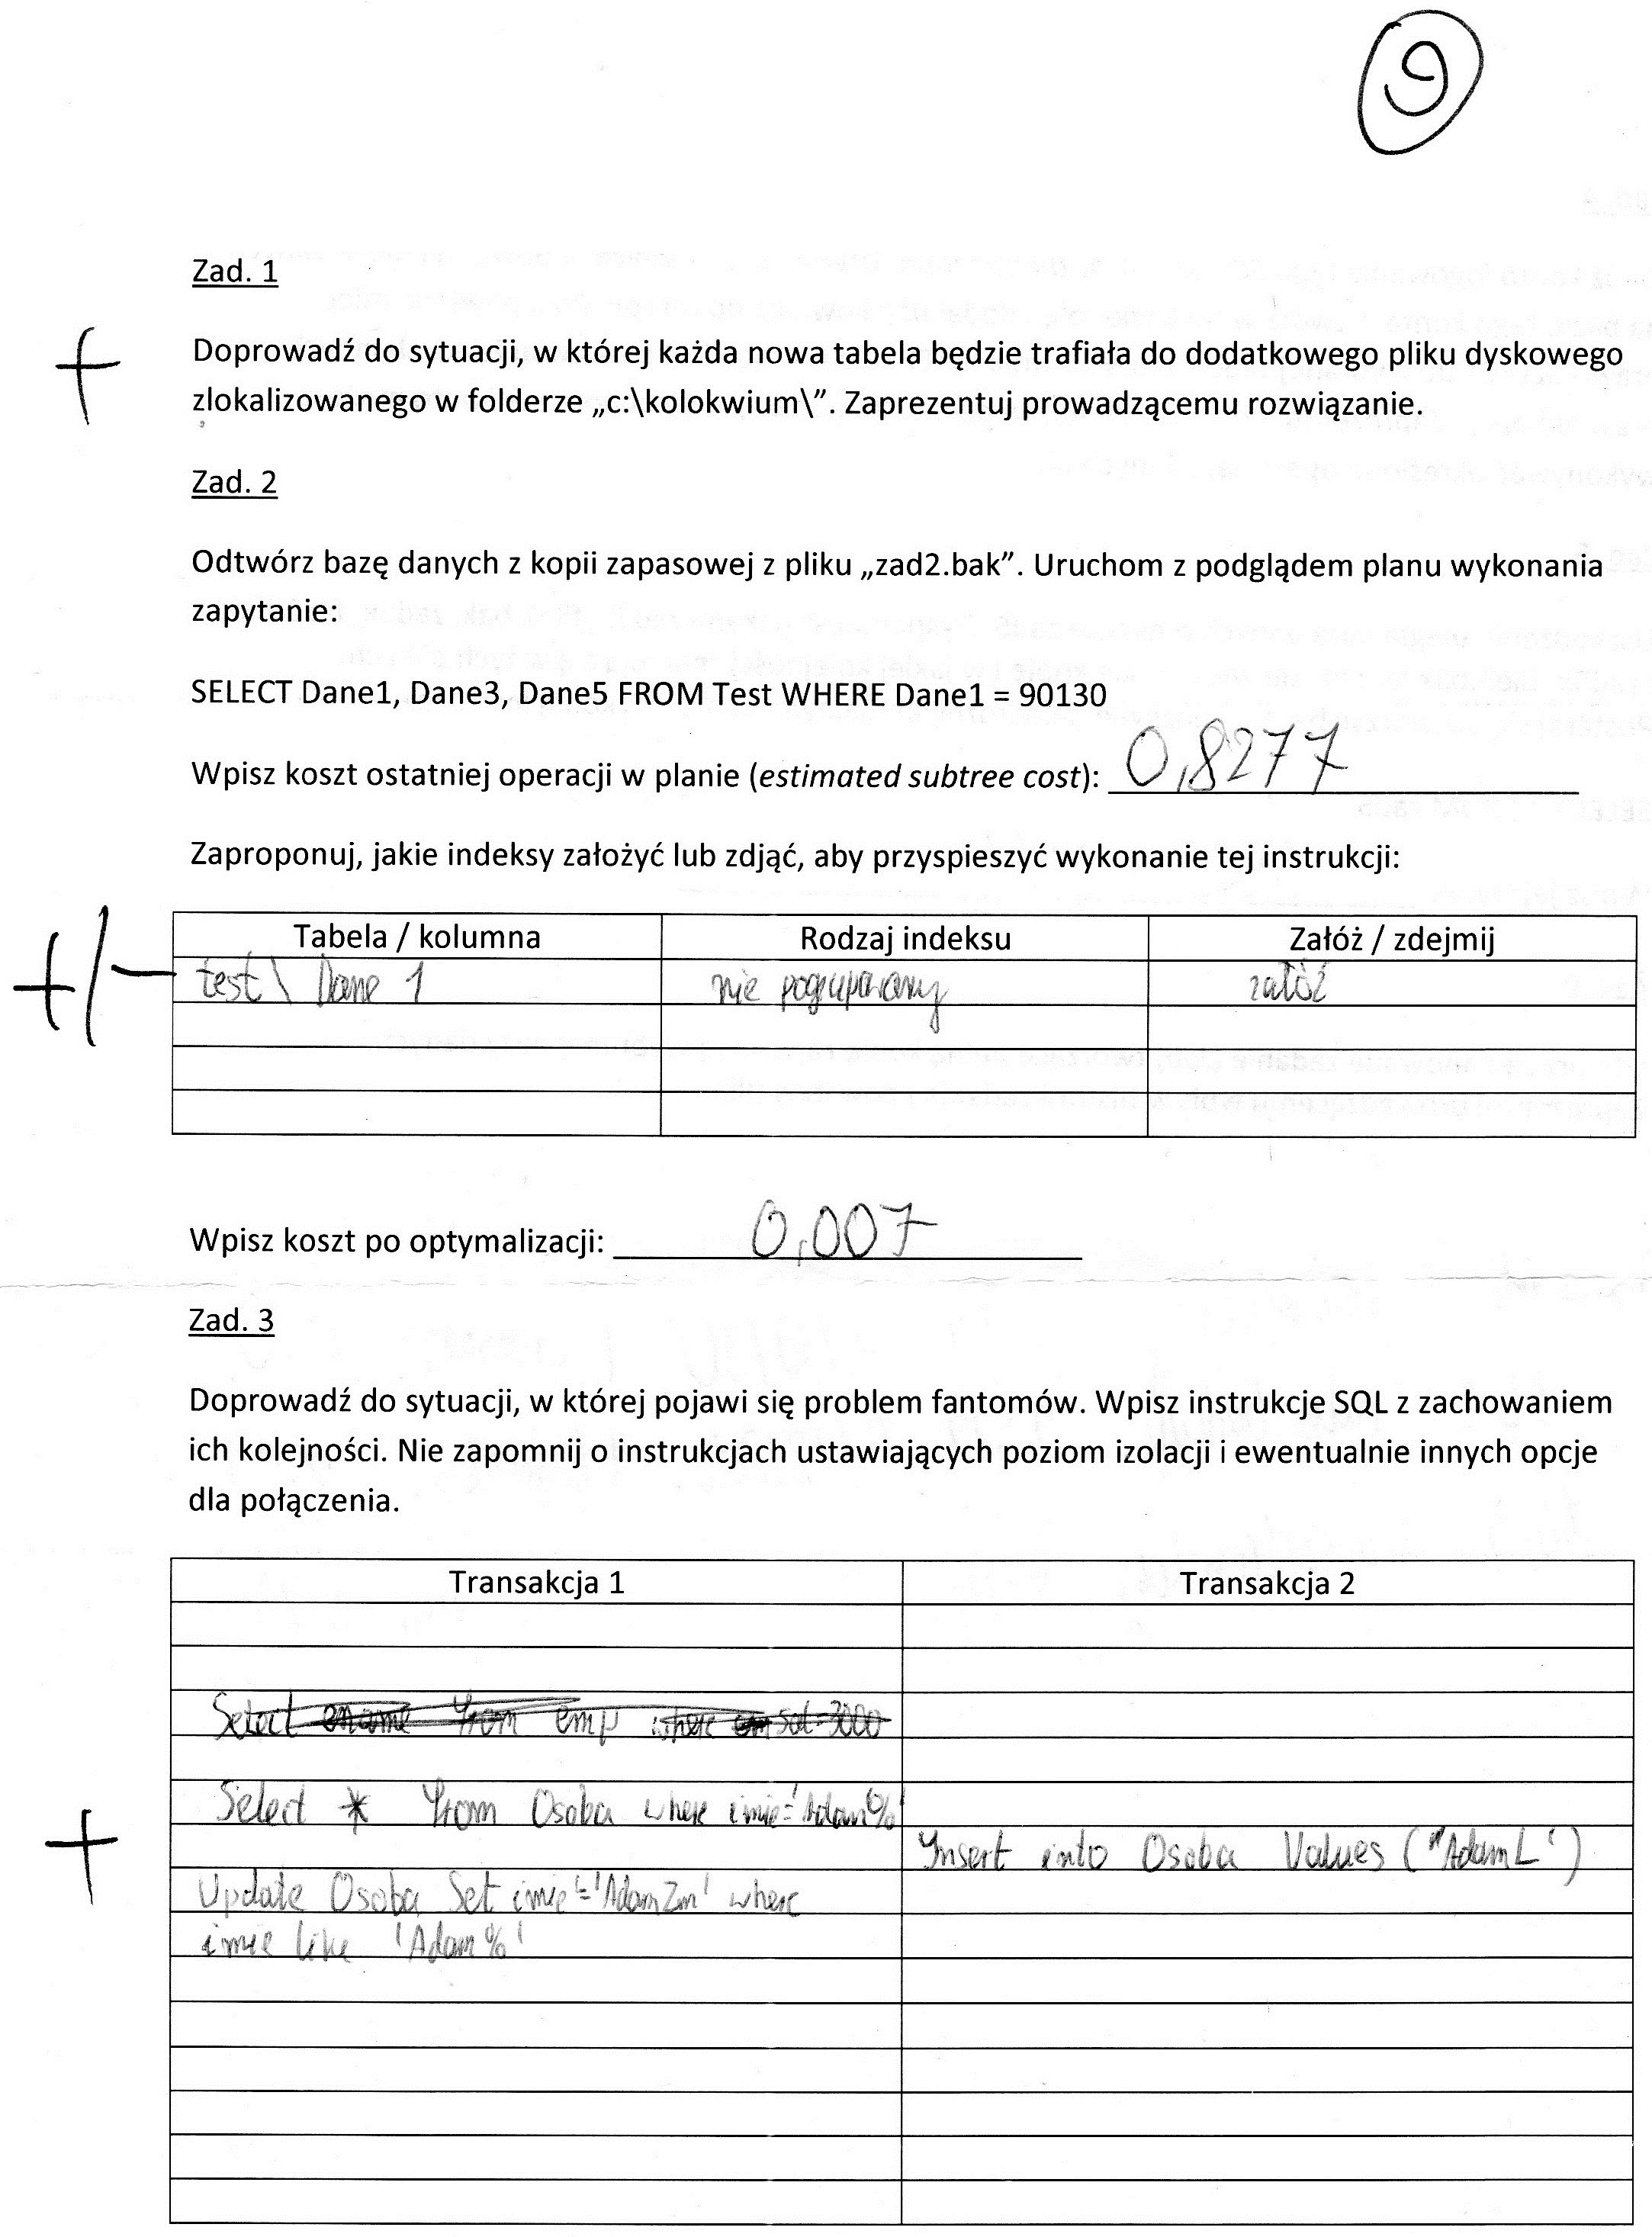 9
Zad. 1
+
Doprowadź do sytuacji, w której każda nowa tabela będzie trafiała do dodatkowego pliku dyskowego
zlokalizowanego w folderze „c:\kolokwium\”. Zaprezentuj prowadzącemu rozwiązanie.
Zad. 2
Odtwórz bazę danych z kopii zapasowej z pliku „zad2.bak”. Uruchom z podglądem planu wykonania
zapytanie:
SELECT Dane1, Dane3, Dane5 FROM Test WHERE Dane1 = 90130
Wpisz koszt ostatniej operacji w planie (estimated subtree cost): 0,8277
Zaproponuj, jakie indeksy założyć lub zdjąć, aby przyspieszyć wykonanie tej instrukcji:
Tabela / kolumna Rodzaj indeksu Załóż / zdejmij
+/- test \ Dane 1 nie pogrupowany załóż
Wpisz koszt po optymalizacji: 0,007
Zad. 3
Doprowadź do sytuacji, w której pojawi się problem fantomów. Wpisz instrukcje SQL z zachowaniem
ich kolejności. Nie zapomnij o instrukcjach ustawiających poziom izolacji i ewentualnie innych opcje
dla połączenia.
Transakcja 1 Transakcja 2
Select ename from emp where sal=3000
Select * from Osoba where imie='Adam%'
+ Insert into Osoba Values ("AdamL')
Update Osoba Set imie='AdamZm' where
imie like 'Adam%'